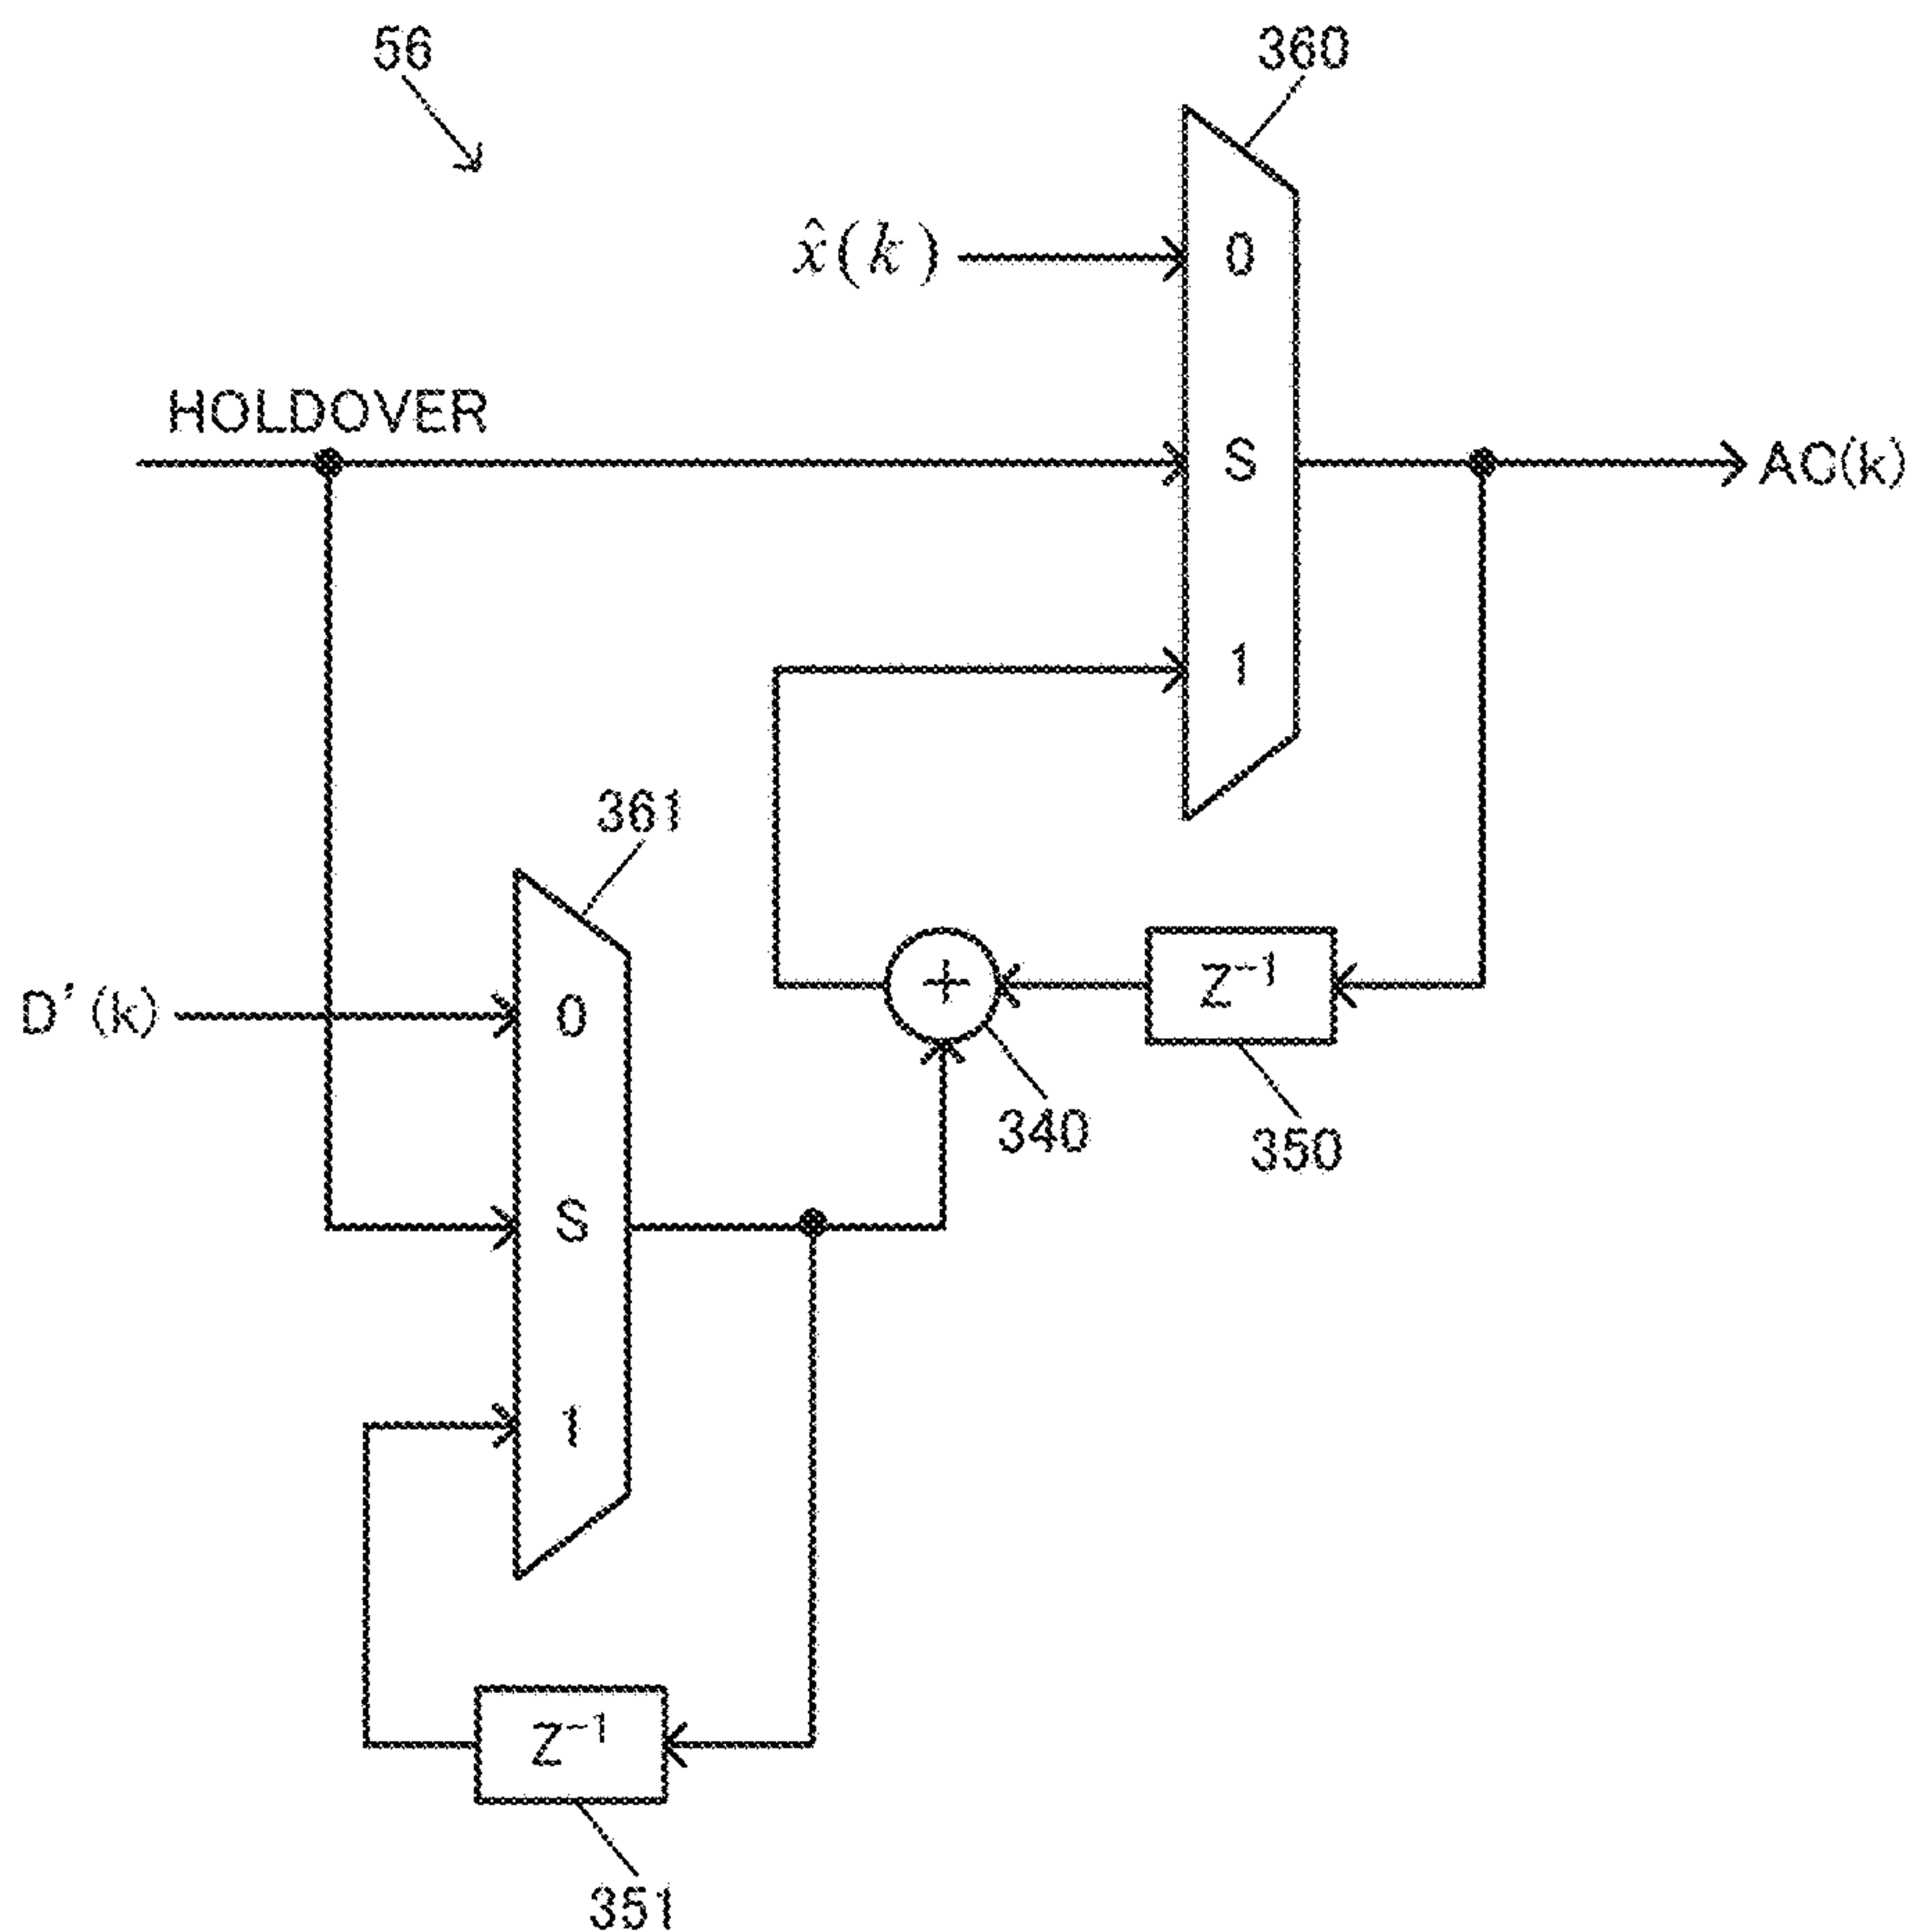 56
360
x̂(k)
0
HOLDOVER
S
AC(k)
1
361
D'(k)
0
+
Z⁻¹
340
350
S
1
Z⁻¹
351